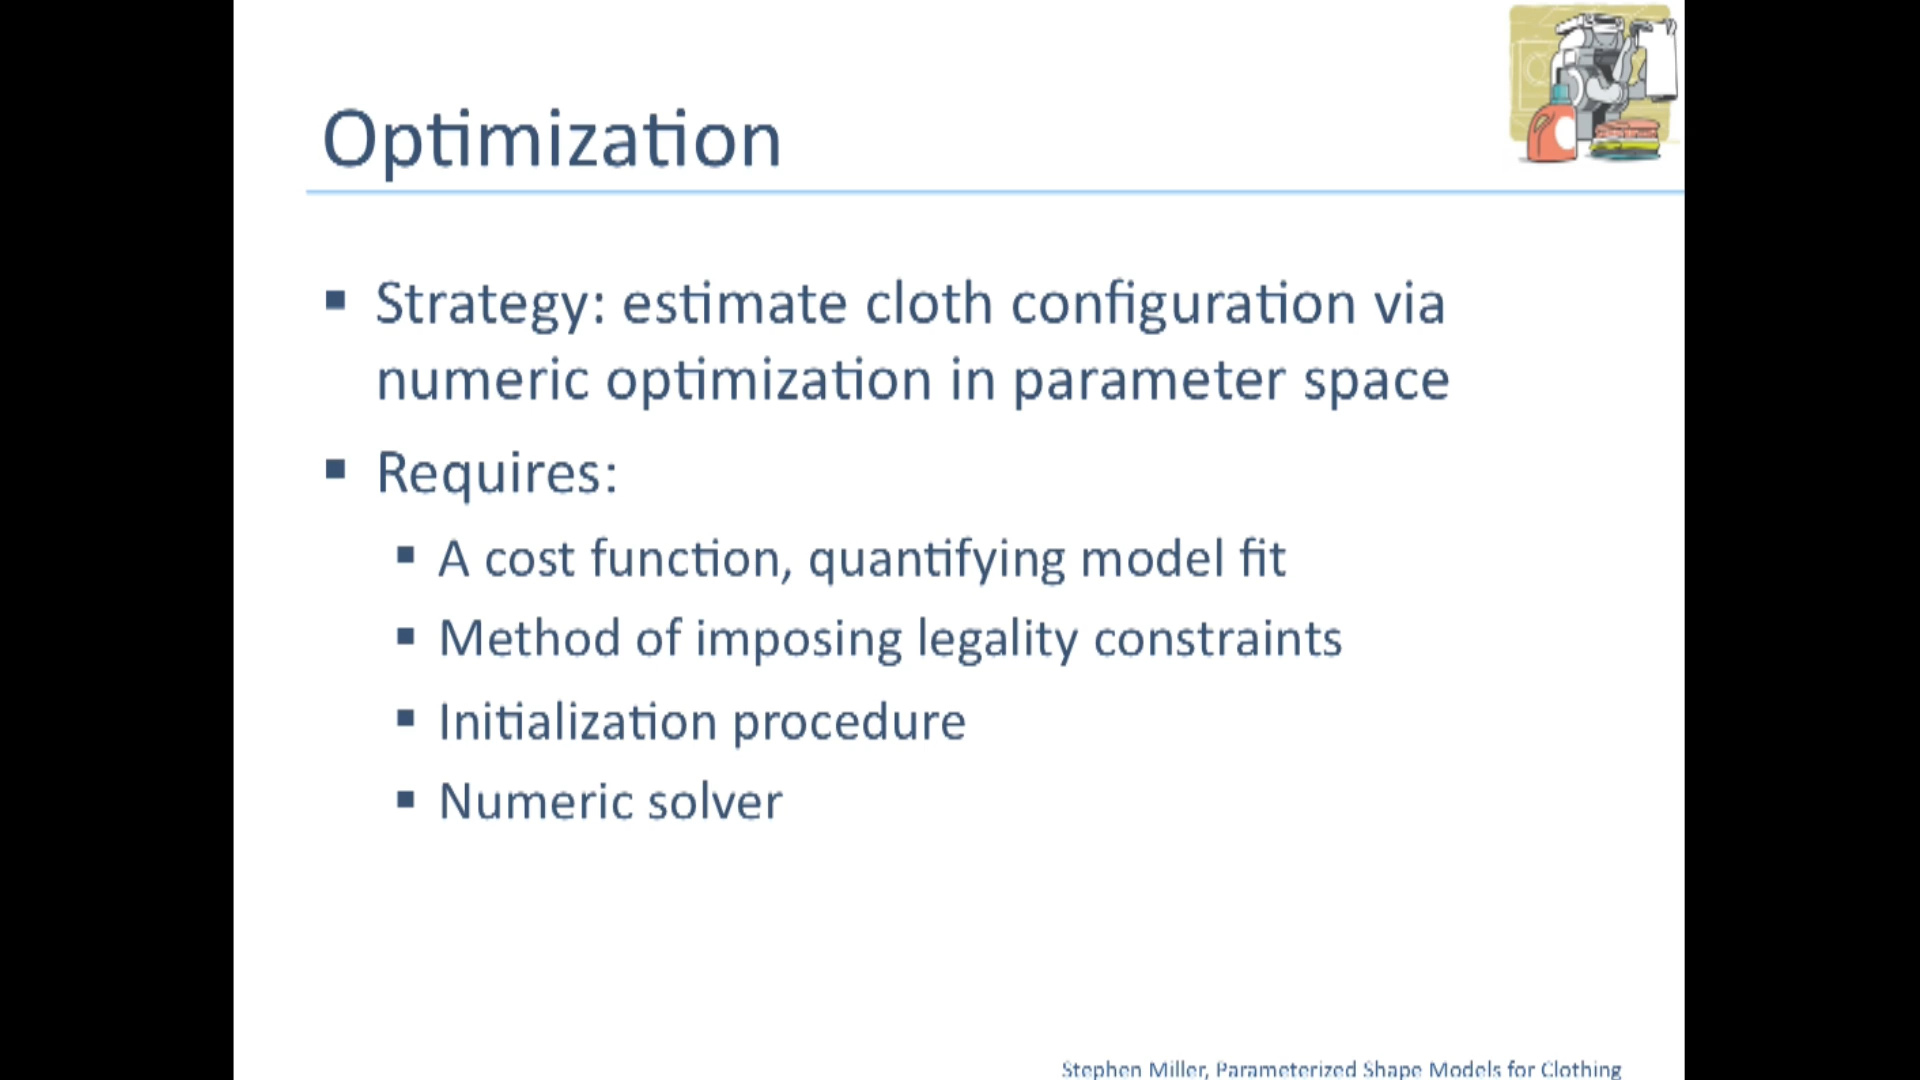 Optimization
Strategy: estimate cloth configuration via
numeric optimization in parameter space
Requires:
A cost function, quantifying model fit
Method of imposing legality constraints
Initialization procedure
Numeric solver
Stephen Miller, Parameterized Shape Models for Clothing